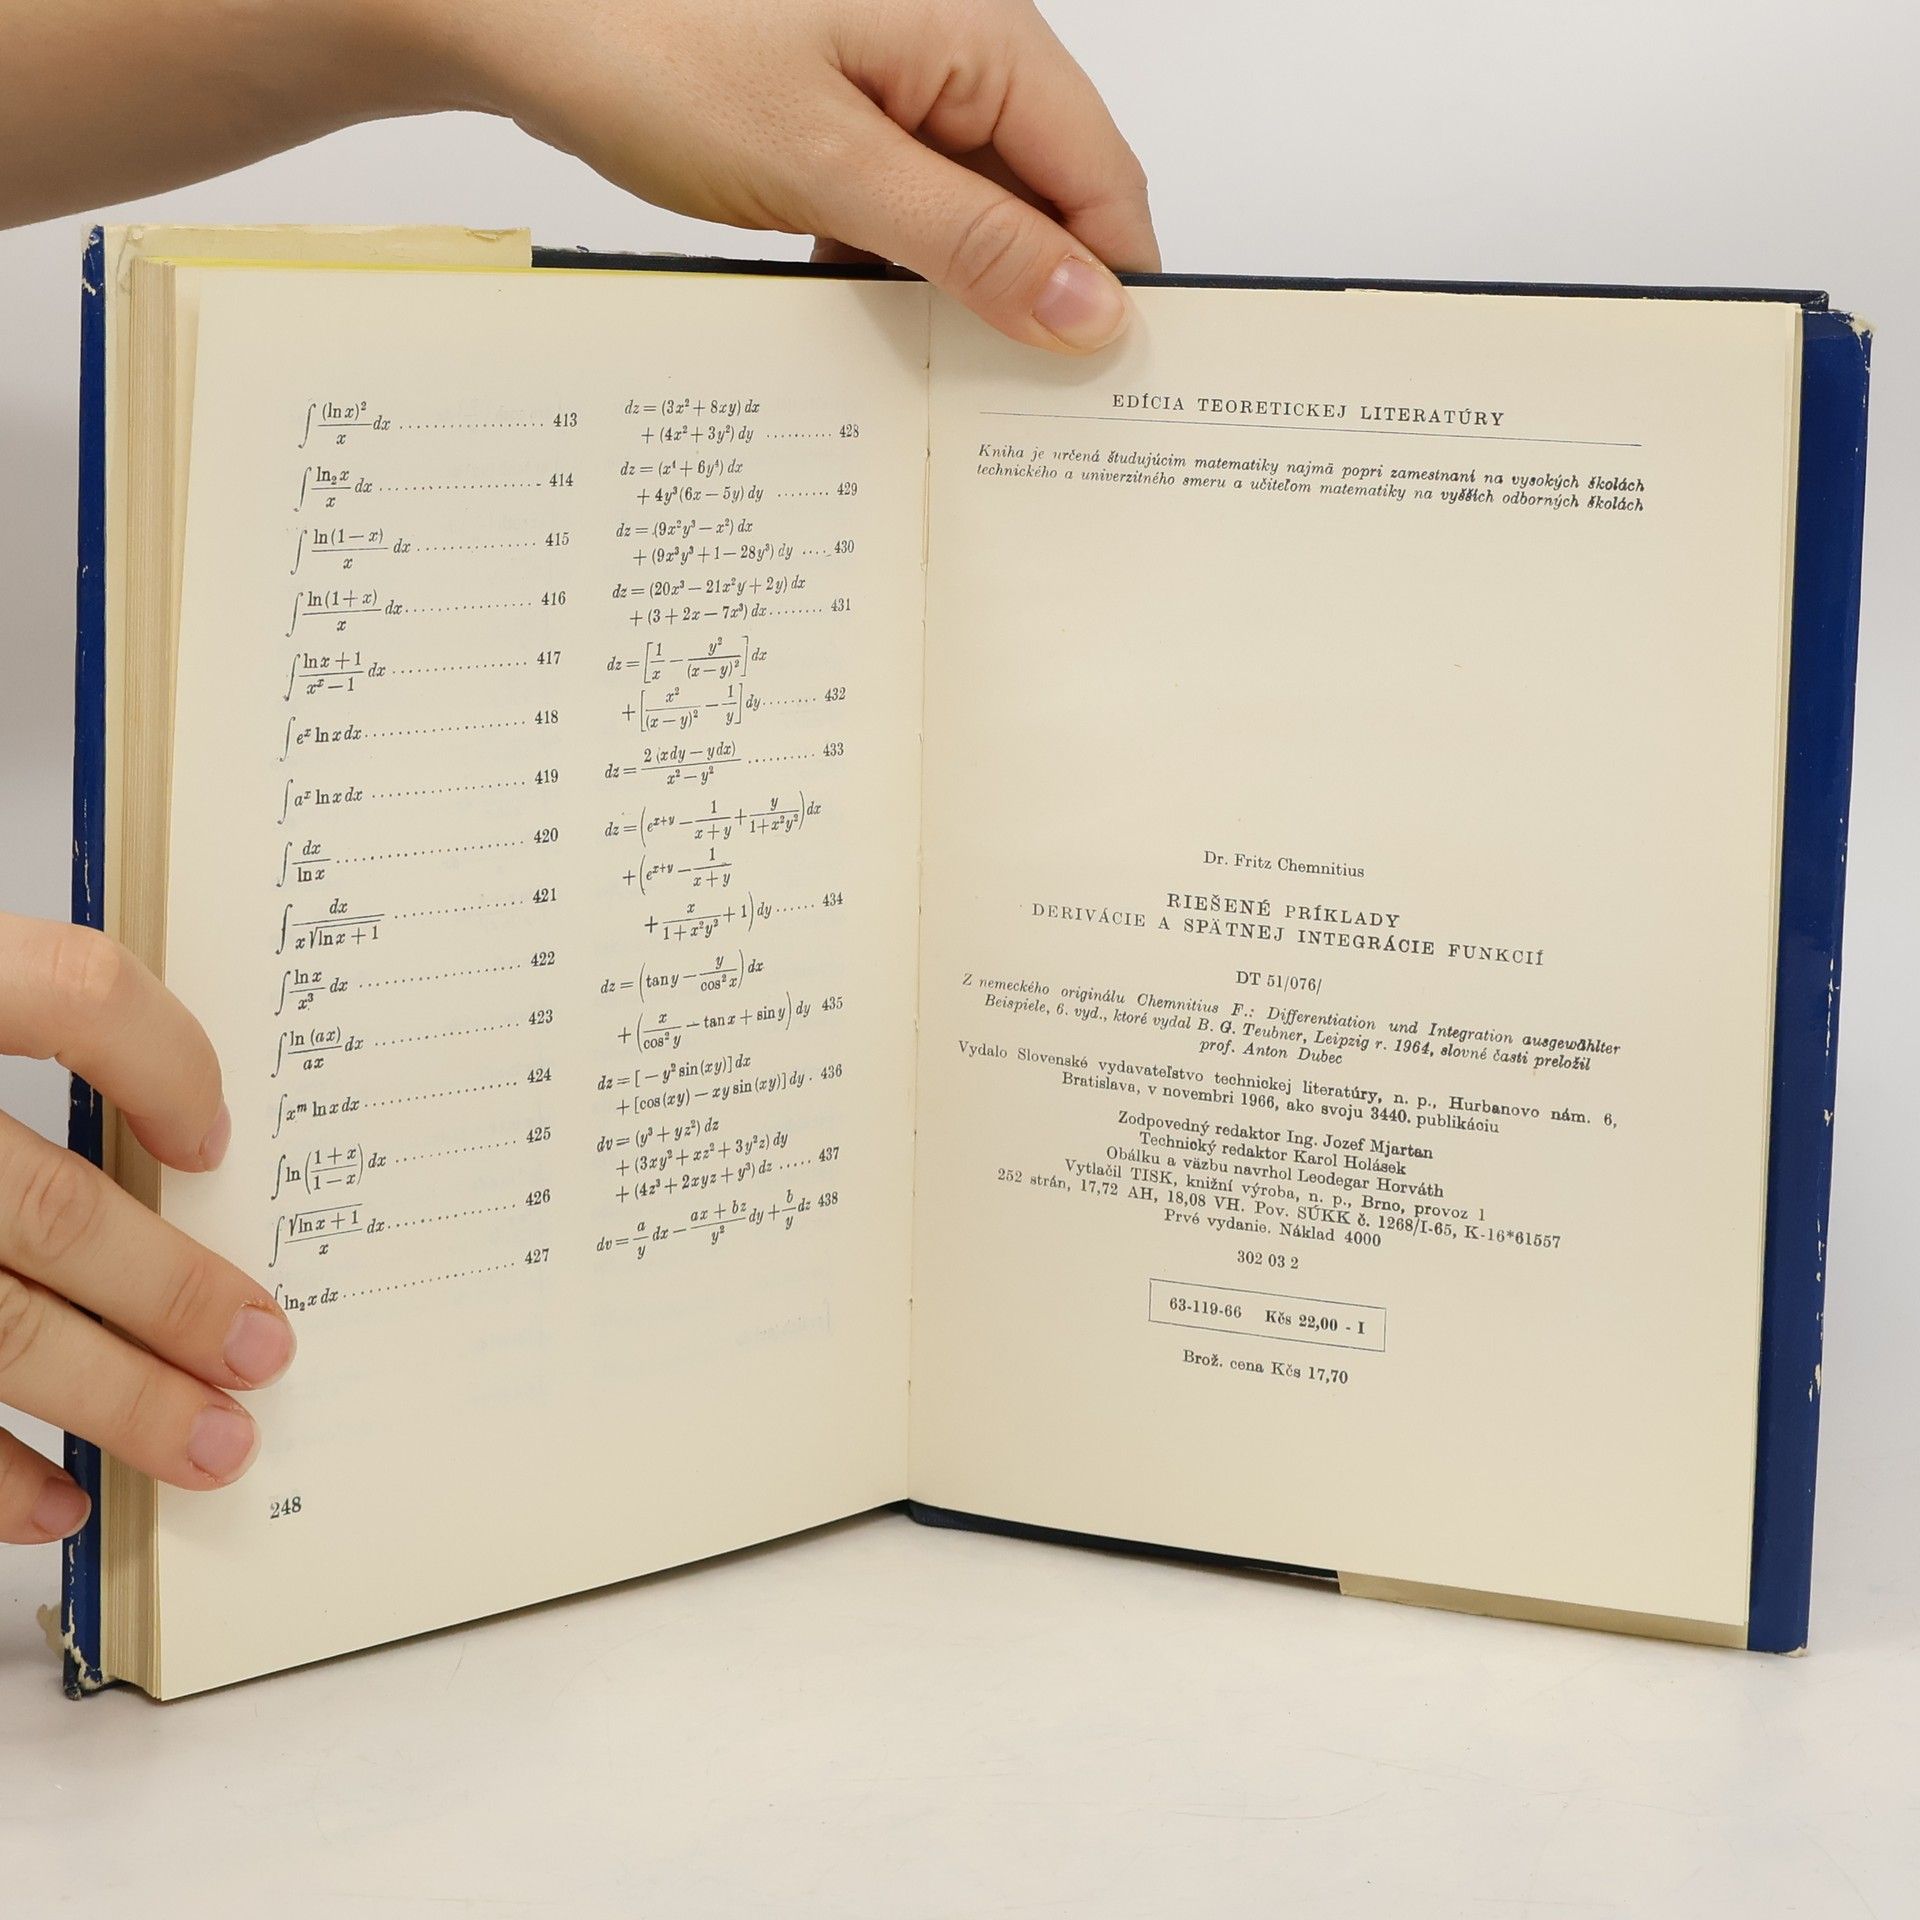 ∫ (ln x)² / x dx .................. 413
∫ ln₂ x / x dx .................. 414
∫ ln (1 − x) / x dx ............... 415
∫ ln (1 + x) / x dx ................ 416
∫ ln x + 1 / xˣ − 1 dx .................. 417
∫ eˣ ln x dx .................... 418
∫ aˣ ln x dx ................... 419
∫ dx / ln x ........................ 420
∫ dx / x √ln x + 1 .................. 421
∫ ln x / x³ dx ..................... 422
∫ ln (ax) / ax dx ................... 423
∫ xᵐ ln x dx .................... 424
∫ ln (1 + x / 1 − x) dx ................ 425
∫ √ln x + 1 / x dx ................. 426
∫ ln₂ x dx ...................... 427
dz = (3x² + 8xy) dx
+ (4x² + 3y²) dy .......... 428
dz = (x⁴ + 6y⁴) dx
+ 4y³ (6x − 5y) dy ........ 429
dz = (9x²y³ − x²) dx
+ (9x³y³ + 1 − 28y³) dy ..... 430
dz = (20x³ − 21x²y + 2y) dx
+ (3 + 2x − 7x³) dx ........ 431
dz = [1 / x − y² / (x − y)²] dx
+ [x² / (x − y)² − 1 / y] dy ........ 432
dz = 2 (xdy − ydx) / x² − y² .......... 433
dz = (eˣ⁺ʸ − 1 / x + y + y / 1 + x²y²) dx
+ (eˣ⁺ʸ − 1 / x + y
+ x / 1 + x²y² + 1) dy ...... 434
dz = (tan y − y / cos² x) dx
+ (x / cos² y − tan x + sin y) dy 435
dz = [− y² sin (xy)] dx
+ [cos (xy) − xy sin (xy)] dy . 436
dv = (y³ + yz²) dz
+ (3xy² + xz² + 3y²z) dy
+ (4z³ + 2xyz + y³) dz ..... 437
dv = a / y dx − ax + bz / y² dy + b / y dz 438
248
EDÍCIA TEORETICKEJ LITERATÚRY
Kniha je určená študujúcim matematiky najmä popri zamestnaní na vysokých školách
technického a univerzitného smeru a učiteľom matematiky na vyšších odborných školách
Dr. Fritz Chemnitius
RIEŠENÉ PRÍKLADY
DERIVÁCIE A SPÄTNEJ INTEGRÁCIE FUNKCIÍ
DT 51/076/
Z nemeckého originálu Chemnitius F.: Differentiation und Integration ausgewählter
Beispiele, 6. vyd., ktoré vydal B. G. Teubner, Leipzig r. 1964, slovné časti preložil
prof. Anton Dubec
Vydalo Slovenské vydavateľstvo technickej literatúry, n. p., Hurbanovo nám. 6,
Bratislava, v novembri 1966, ako svoju 3440. publikáciu
Zodpovedný redaktor Ing. Jozef Mjartan
Technický redaktor Karol Holásek
Obálku a väzbu navrhol Leodegar Horváth
Vytlačil TISK, knižní výroba, n. p., Brno, provoz 1
252 strán, 17,72 AH, 18,08 VH. Pov. SÚKK č. 1268/I-65, K-16*61557
Prvé vydanie. Náklad 4000
302 03 2
63-119-66 Kčs 22,00 - I
Brož. cena Kčs 17,70